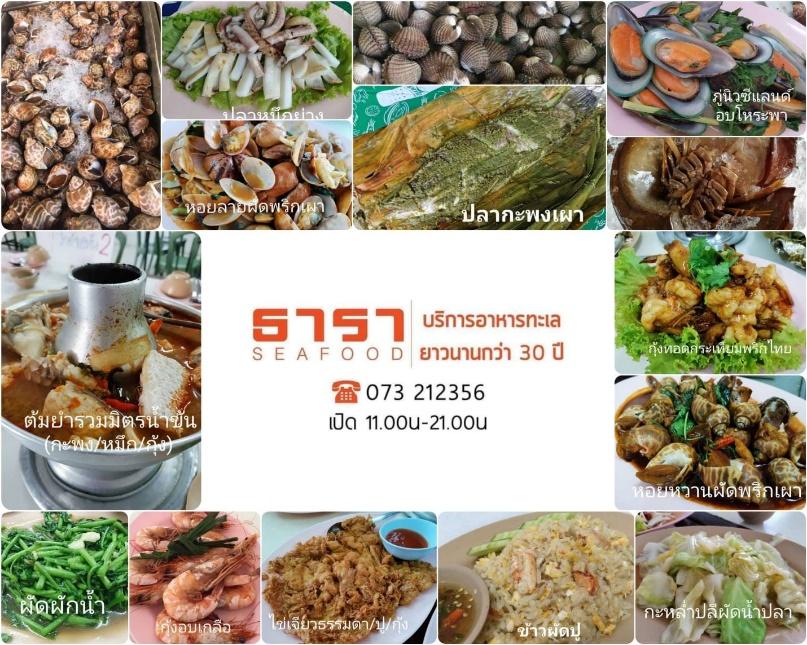 ปลาหมึกย่าง
หอยลายผัดพริกเผา
ปลากะพงเผา
ภู่นิวซีแลนด์
อบโหระพา
2
ต้มยำรวมมิตรน้ำข้น
(กะพง/หมึก/กุ้ง)
ธารา
SEAFOOD
บริการอาหารทะเล
ยาวนานกว่า 30 ปี
073 212356
เปิด 11.00น-21.00น
กุ้งทอดกระเทียมพริกไทย
หอยหวานผัดพริกเผา
ผัดผักน้ำ
กุ้งอบเกลือ
ไข่เจียวธรรมดา/ปู/กุ้ง
ข้าวผัดปู
กะหล่ำปลีผัดน้ำปลา